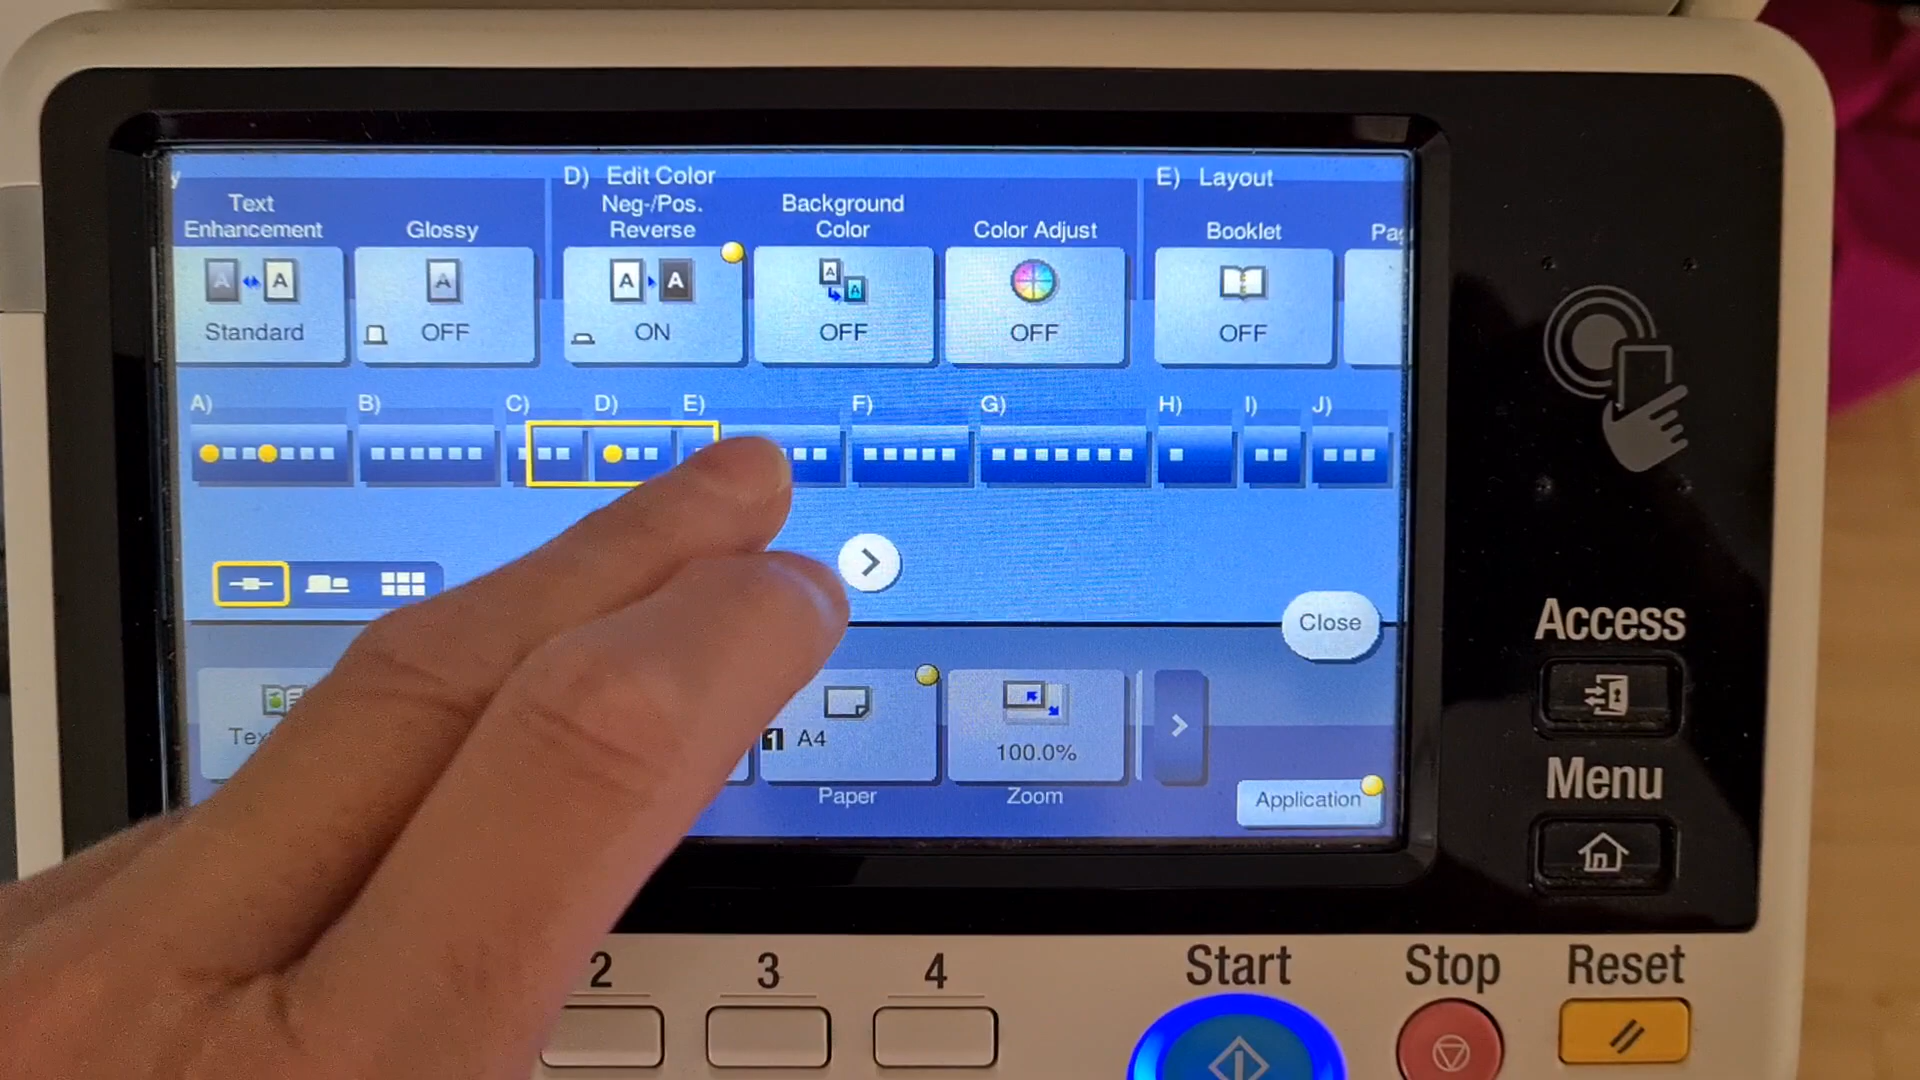 y
D) Edit Color
E) Layout
Text Enhancement
Glossy
Neg-/Pos. Reverse
Background Color
Color Adjust
Booklet
Standard
OFF
ON
OFF
OFF
OFF
A)
B)
C)
D)
E)
F)
G)
H)
I)
J)
Close
1 A4
100.0%
Paper
Zoom
Application
Access
Menu
2
3
4
Start
Stop
Reset